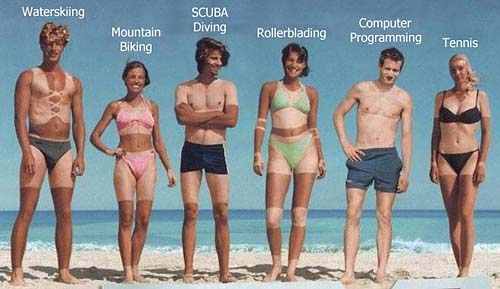 Waterskiing
Mountain
Biking
SCUBA
Diving
Rollerblading
Computer
Programming
Tennis